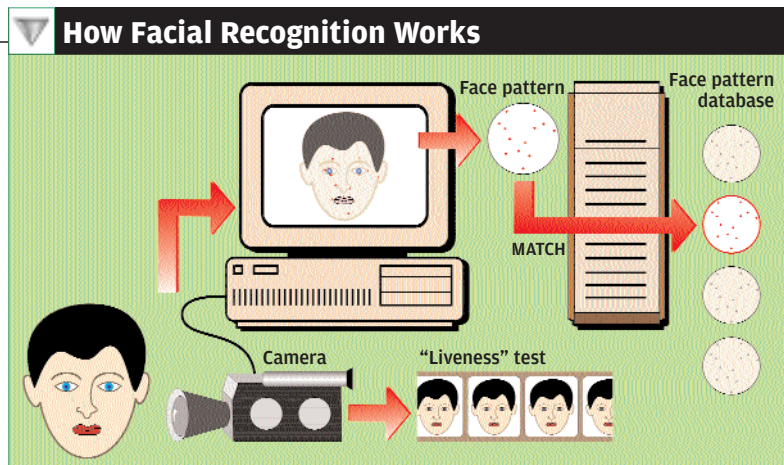 How Facial Recognition Works
Face pattern
Face pattern
database
MATCH
Camera
“Liveness” test